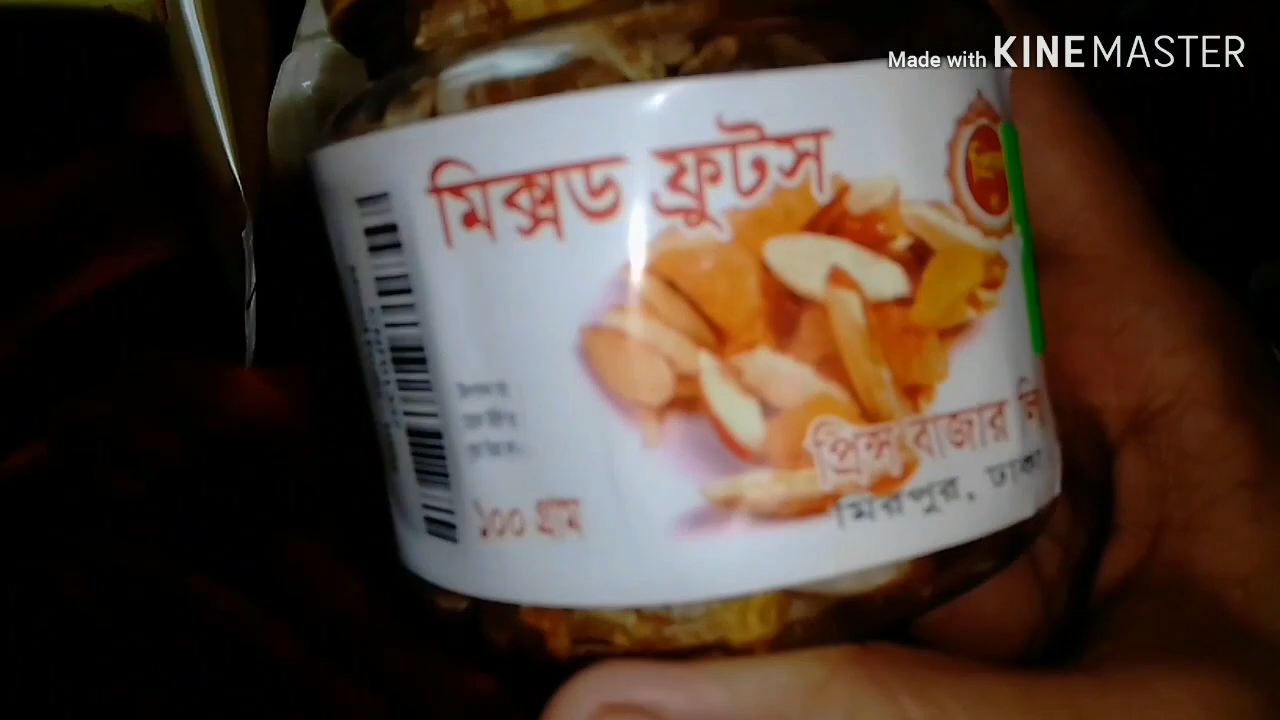 Made with KINEMASTER
মিক্সড ফ্রুটস
১০০ গ্রাম
প্রিন্স বাজার লি
মিরপুর, ঢাকা